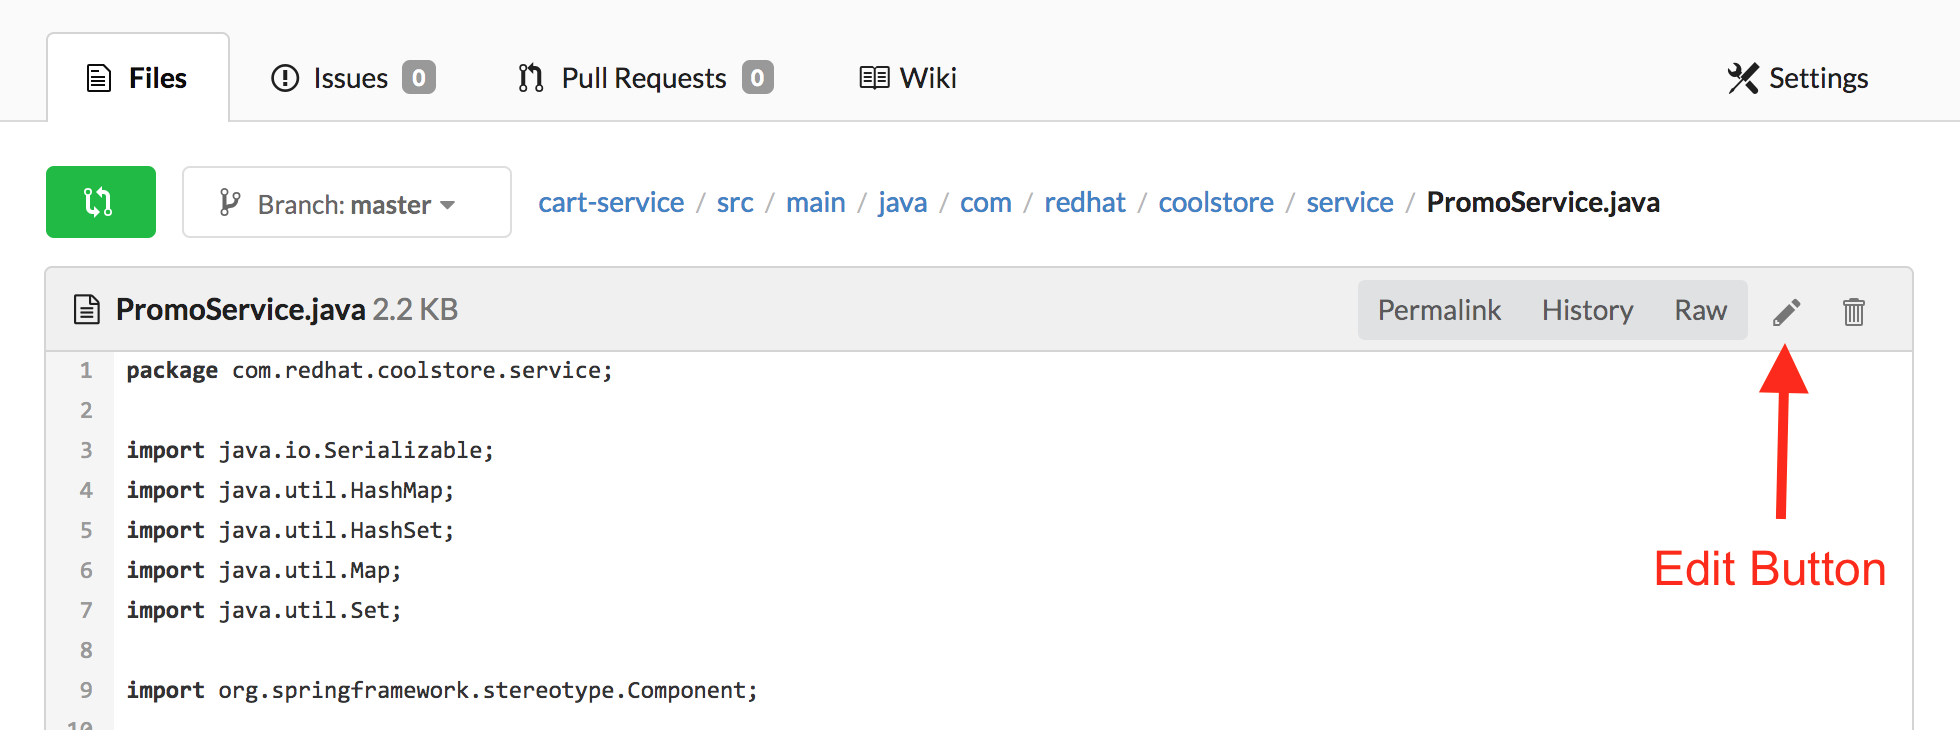 Files Issues 0 Pull Requests 0 Wiki Settings
Branch: master cart-service / src / main / java / com / redhat / coolstore / service / PromoService.java
PromoService.java 2.2 KB Permalink History Raw
1 package com.redhat.coolstore.service;
2
3 import java.io.Serializable;
4 import java.util.HashMap;
5 import java.util.HashSet;
6 import java.util.Map;
Edit Button
7 import java.util.Set;
8
9 import org.springframework.stereotype.Component;
10